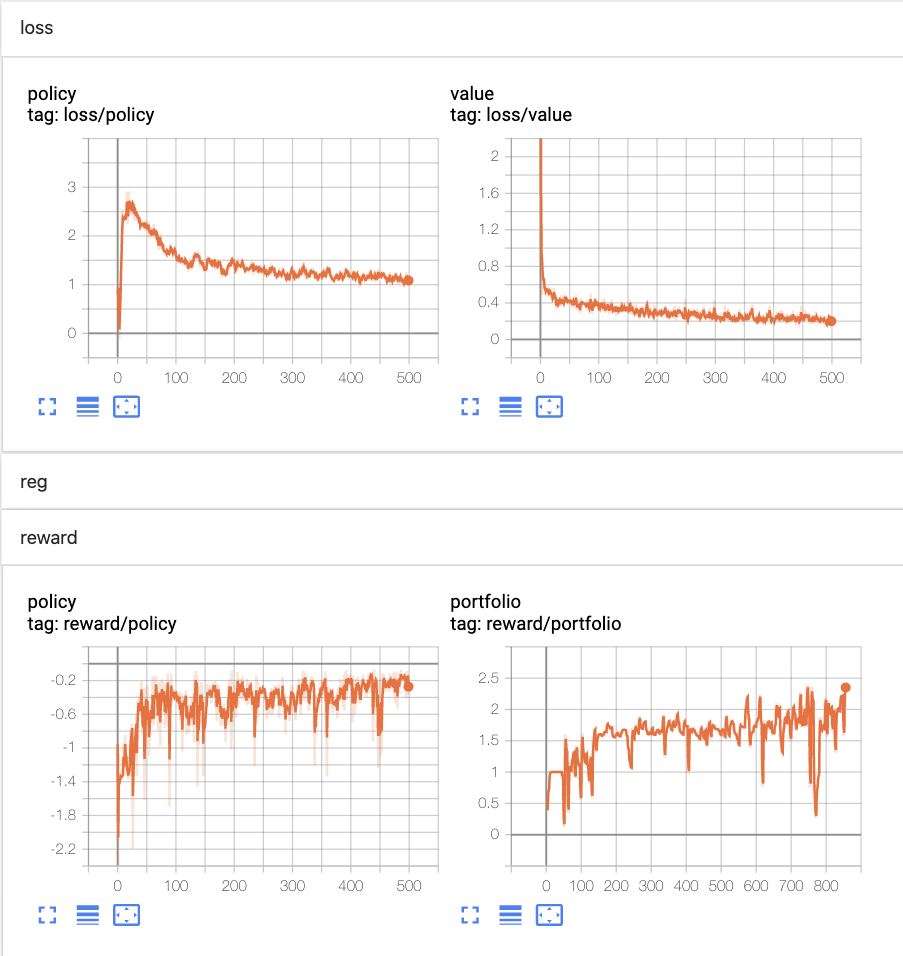 loss
policy
tag: loss/policy
3
2
1
0
0 100 200 300 400 500
value
tag: loss/value
2
1.6
1.2
0.8
0.4
0
0 100 200 300 400 500
reg
reward
policy
tag: reward/policy
-0.2
-0.6
-1
-1.4
-1.8
-2.2
0 100 200 300 400 500
portfolio
tag: reward/portfolio
2.5
2
1.5
1
0.5
0
0 100 200 300 400 500 600 700 800